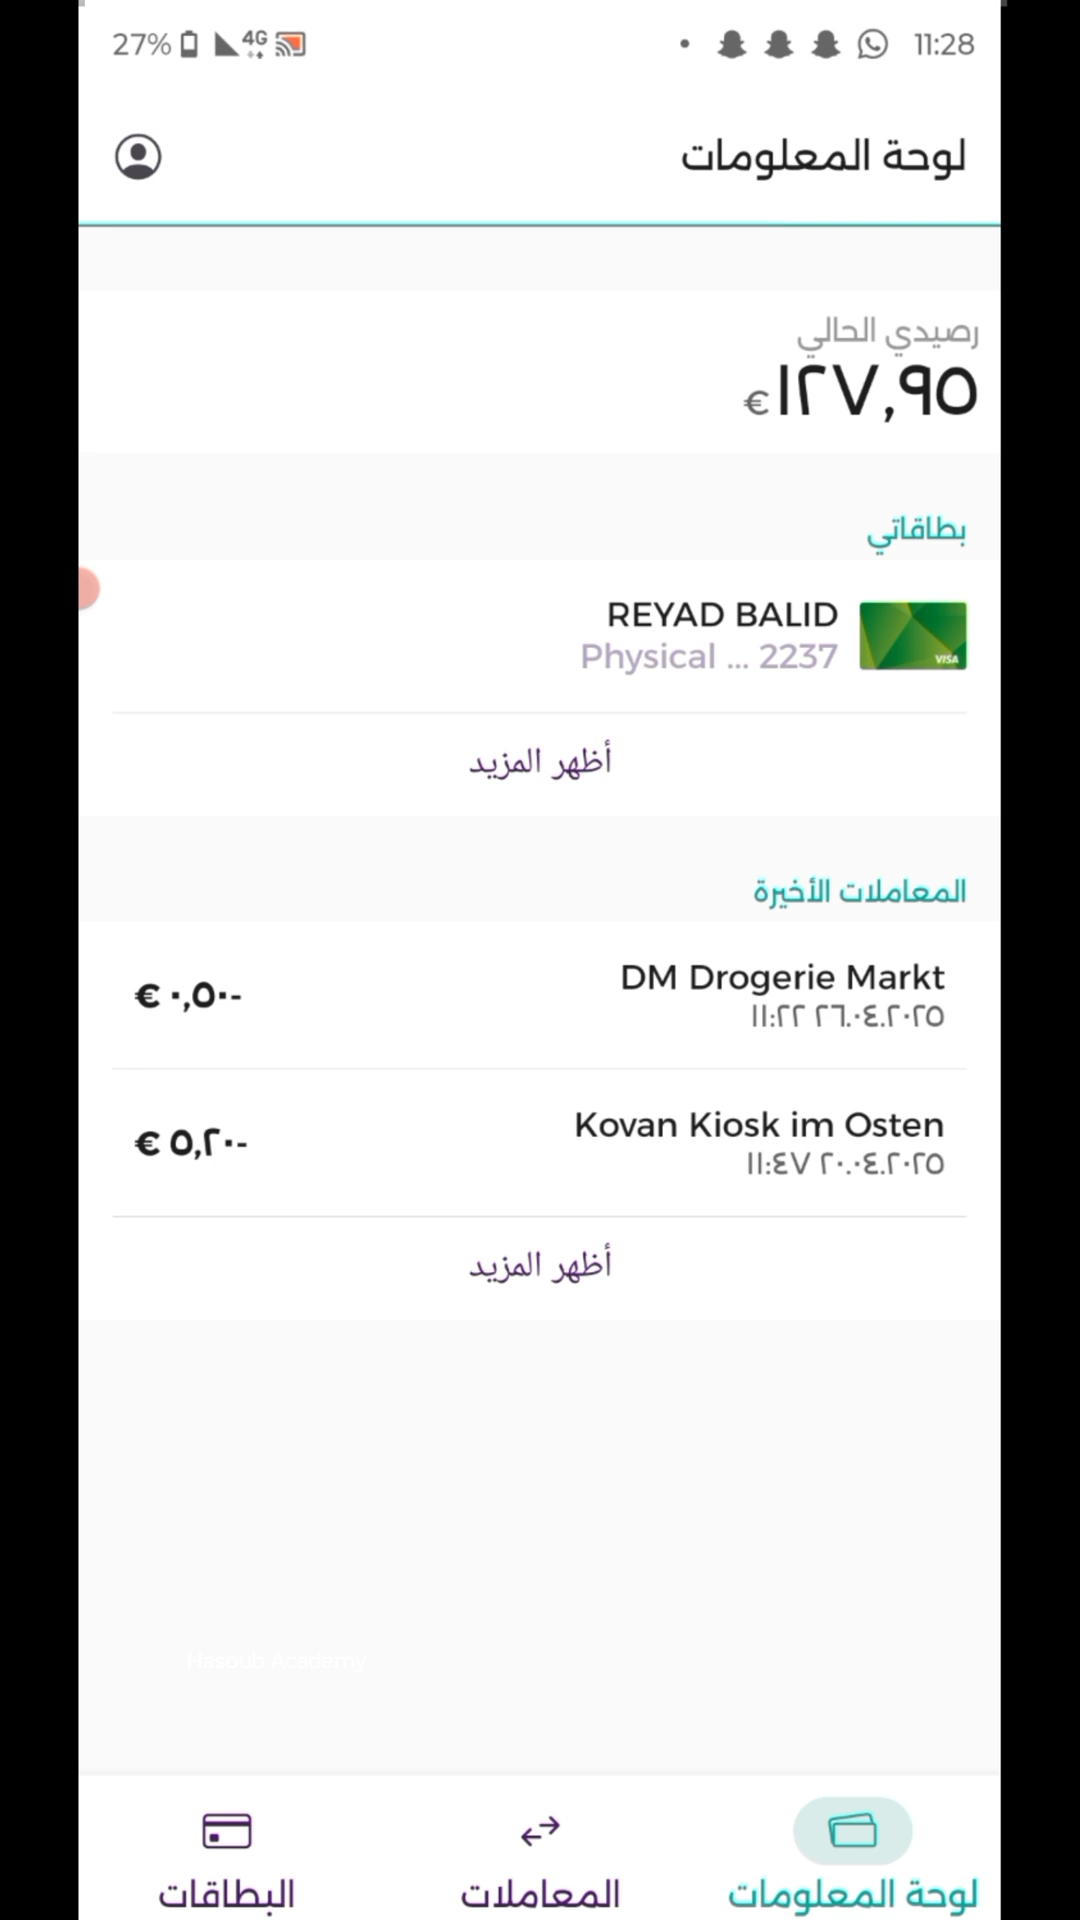 27% 4G 11:28
لوحة المعلومات
رصيدي الحالي
١٢٧,٩٥ €
بطاقاتي
REYAD BALID
Physical ... 2237
VISA
أظهر المزيد
المعاملات الأخيرة
DM Drogerie Markt
٢٦.٠٤.٢٠٢٥ ١١:٢٢
-٠,٥٠ €
Kovan Kiosk im Osten
٢٠.٠٤.٢٠٢٥ ١١:٤٧
-٥,٢٠ €
أظهر المزيد
Hasoub Academy
لوحة المعلومات
المعاملات
البطاقات